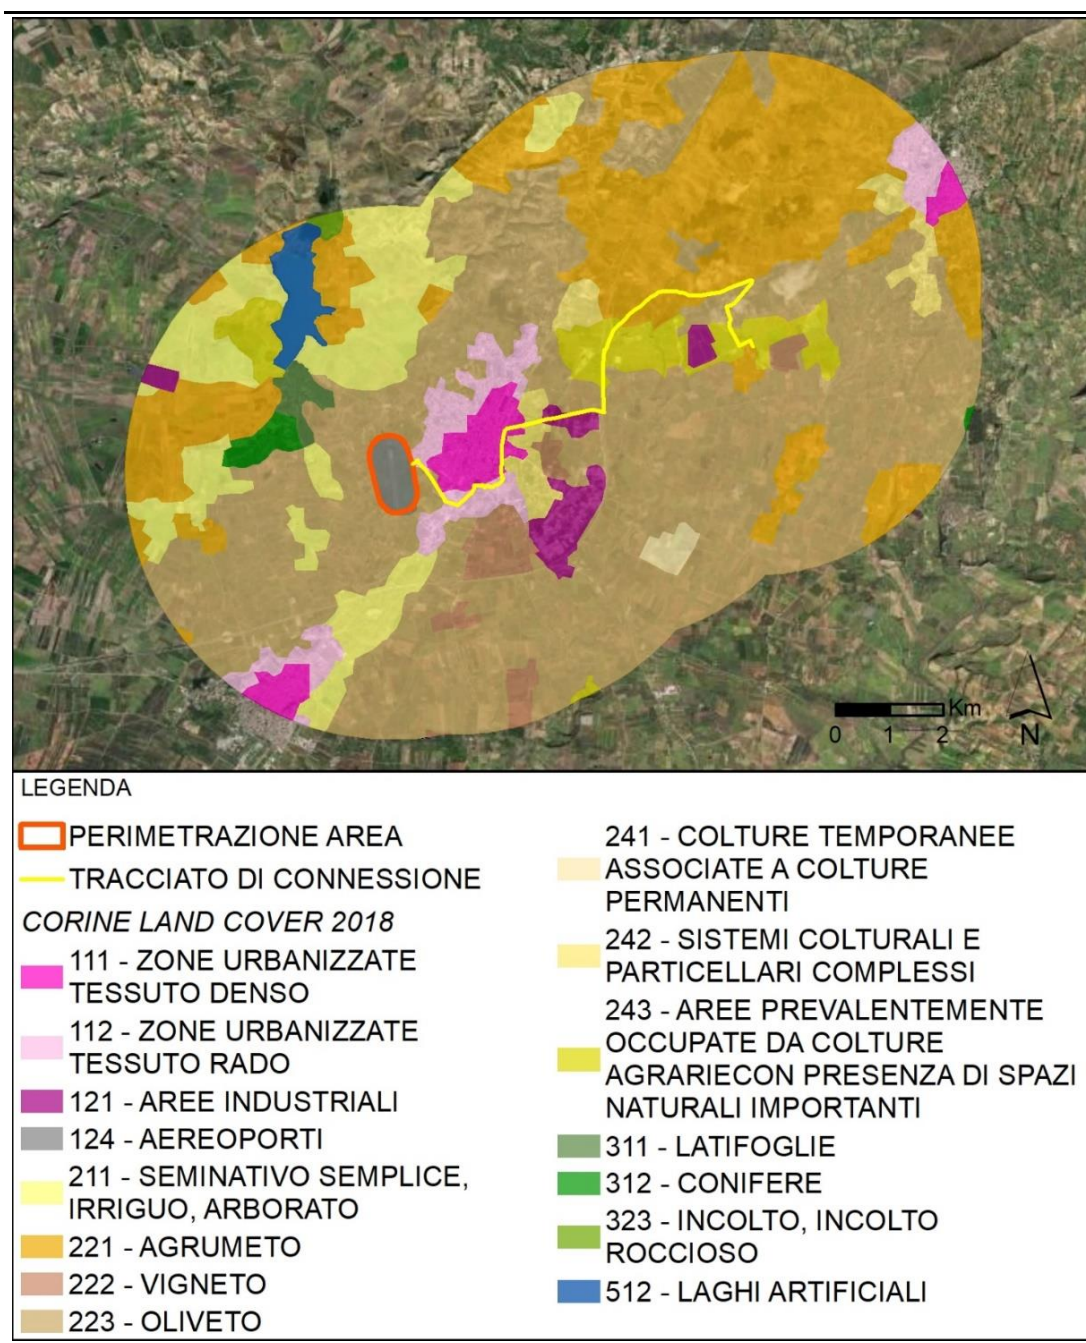 Km
0 1 2
N
LEGENDA
PERIMETRAZIONE AREA
TRACCIATO DI CONNESSIONE
CORINE LAND COVER 2018
111 - ZONE URBANIZZATE
TESSUTO DENSO
112 - ZONE URBANIZZATE
TESSUTO RADO
121 - AREE INDUSTRIALI
124 - AEREOPORTI
211 - SEMINATIVO SEMPLICE,
IRRIGUO, ARBORATO
221 - AGRUMETO
222 - VIGNETO
223 - OLIVETO
241 - COLTURE TEMPORANEE
ASSOCIATE A COLTURE
PERMANENTI
242 - SISTEMI COLTURALI E
PARTICELLARI COMPLESSI
243 - AREE PREVALENTEMENTE
OCCUPATE DA COLTURE
AGRARIECON PRESENZA DI SPAZI
NATURALI IMPORTANTI
311 - LATIFOGLIE
312 - CONIFERE
323 - INCOLTO, INCOLTO
ROCCIOSO
512 - LAGHI ARTIFICIALI